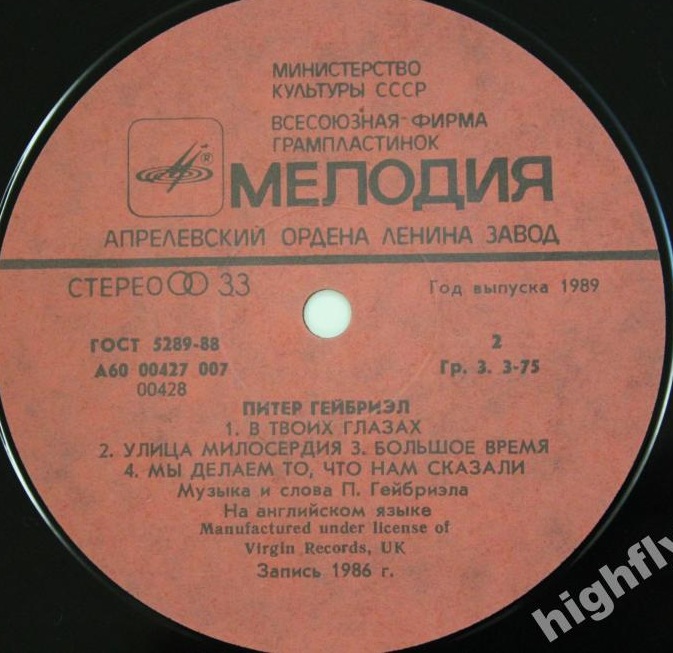 МИНИСТЕРСТВО
КУЛЬТУРЫ СССР
ВСЕСОЮЗНАЯ ФИРМА
ГРАМПЛАСТИНОК
®
МЕЛОДИЯ
АПРЕЛЕВСКИЙ ОРДЕНА ЛЕНИНА ЗАВОД
СТЕРЕО 33
Год выпуска 1989
ГОСТ 5289-88
2
А60 00427 007
Гр. 3. 3-75
00428
ПИТЕР ГЕЙБРИЭЛ
1. В ТВОИХ ГЛАЗАХ
2. УЛИЦА МИЛОСЕРДИЯ 3. БОЛЬШОЕ ВРЕМЯ
4. МЫ ДЕЛАЕМ ТО, ЧТО НАМ СКАЗАЛИ
Музыка и слова П. Гейбриэла
На английском языке
Manufactured under license of
Virgin Records, UK
Запись 1986 г.
highfly